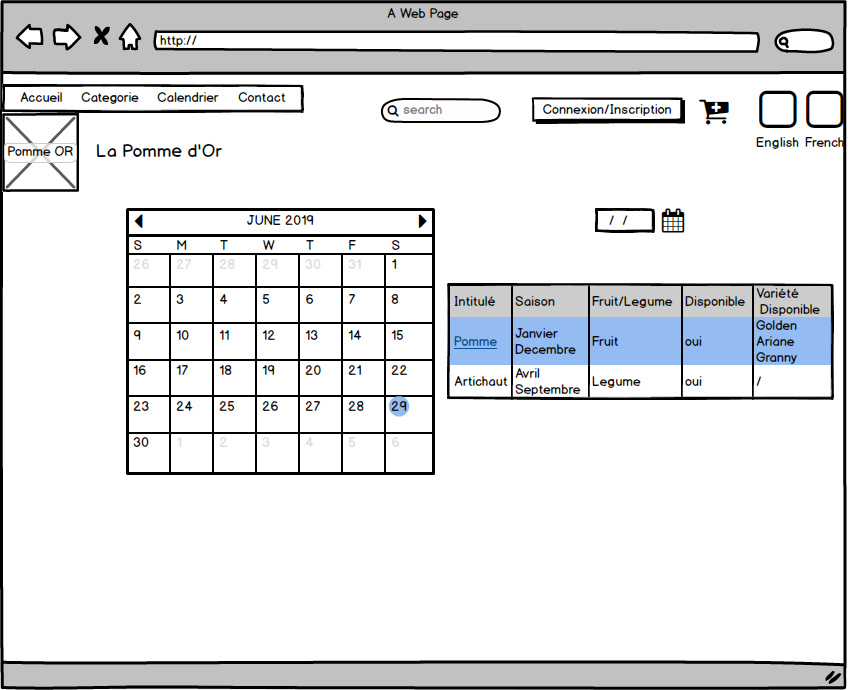 A Web Page
http://
Accueil Categorie Calendrier Contact
search
Connexion/Inscription
English French
Pomme OR
La Pomme d'Or
JUNE 2019
S M T W T F S
26 27 28 29 30 31 1
2 3 4 5 6 7 8
9 10 11 12 13 14 15
16 17 18 19 20 21 22
23 24 25 26 27 28 29
30 1 2 3 4 5 6
/ /
Intitulé Saison Fruit/Legume Disponible Variété
Disponible
Pomme Janvier
Decembre Fruit oui Golden
Ariane
Granny
Artichaut Avril
Septembre Legume oui /